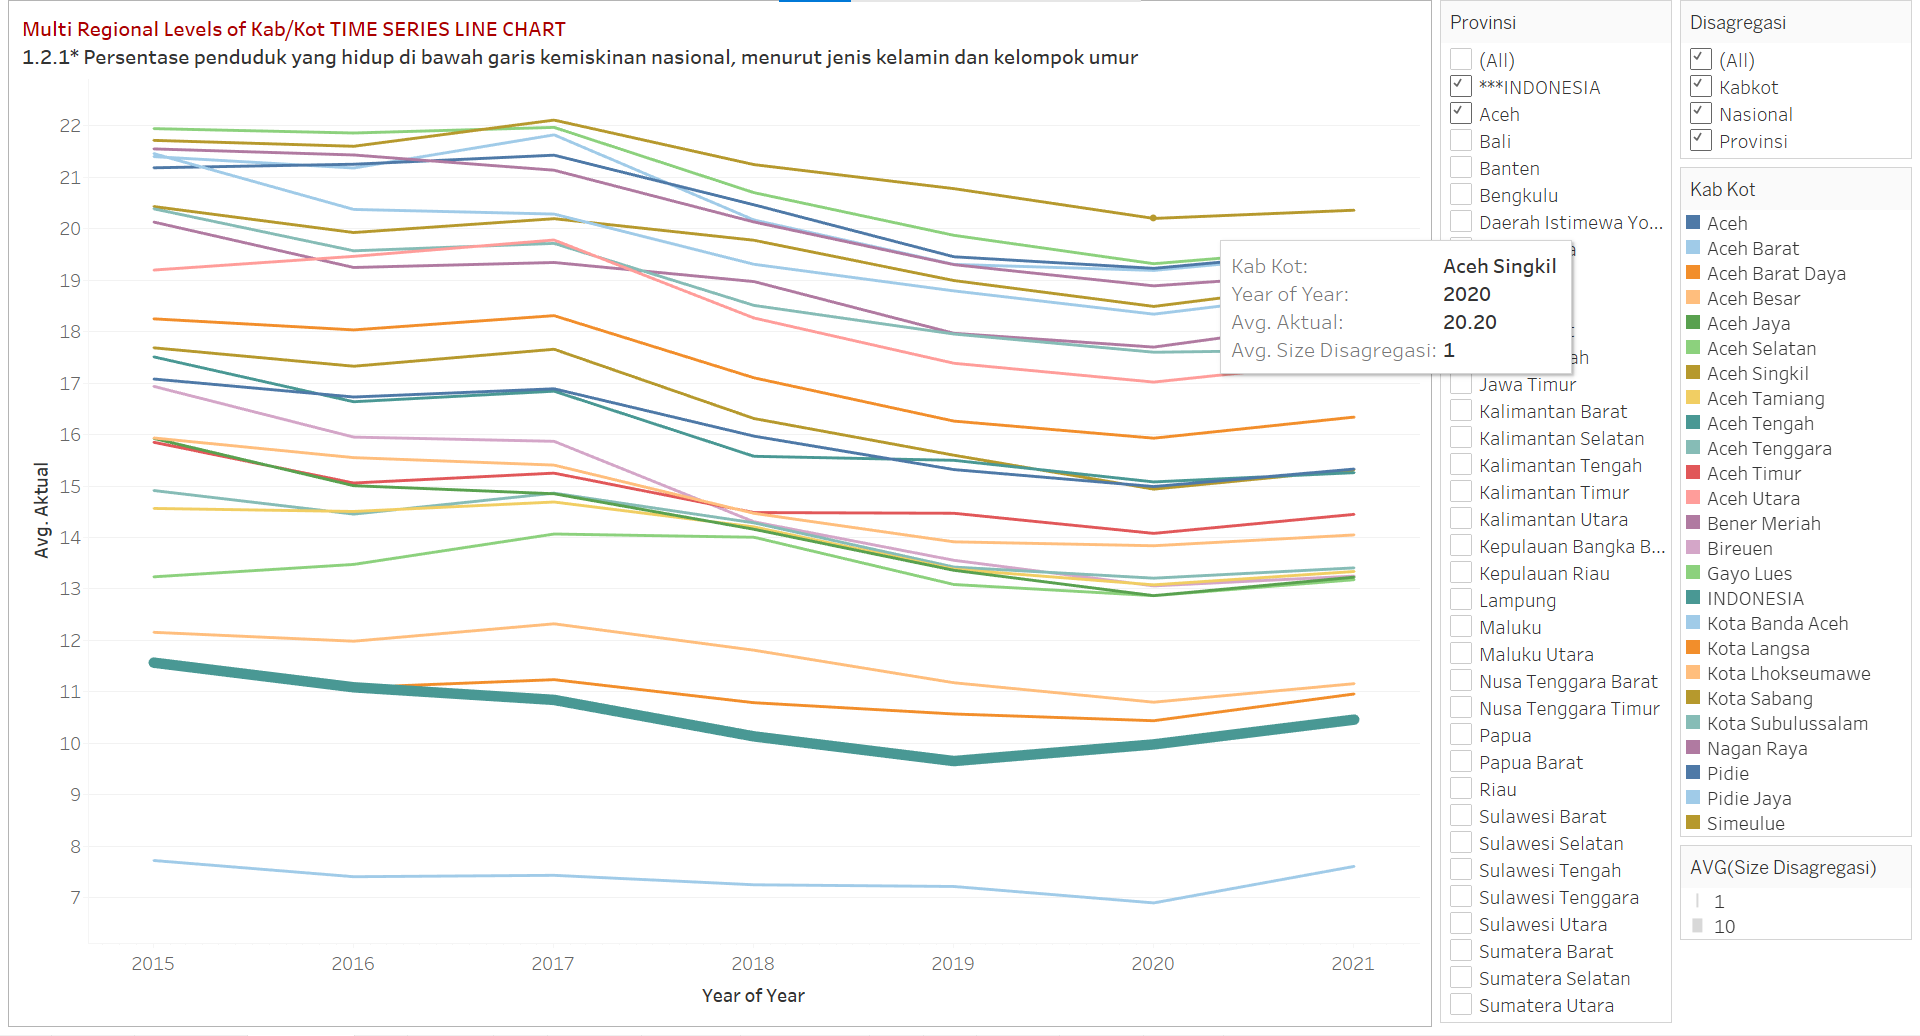 Multi Regional Levels of Kab/Kot TIME SERIES LINE CHART
1.2.1* Persentase penduduk yang hidup di bawah garis kemiskinan nasional, menurut jenis kelamin dan kelompok umur
22
21
20
19
18
17
16
15
14
13
12
11
10
9
8
7
Avg. Aktual
2015
2016
2017
2018
2019
2020
2021
Year of Year
Kab Kot: Aceh Singkil
Year of Year: 2020
Avg. Aktual: 20.20
Avg. Size Disagregasi: 1
Provinsi
(All)
***INDONESIA
Aceh
Bali
Banten
Bengkulu
Daerah Istimewa Yo...
Jawa Timur
Kalimantan Barat
Kalimantan Selatan
Kalimantan Tengah
Kalimantan Timur
Kalimantan Utara
Kepulauan Bangka B...
Kepulauan Riau
Lampung
Maluku
Maluku Utara
Nusa Tenggara Barat
Nusa Tenggara Timur
Papua
Papua Barat
Riau
Sulawesi Barat
Sulawesi Selatan
Sulawesi Tengah
Sulawesi Tenggara
Sulawesi Utara
Sumatera Barat
Sumatera Selatan
Sumatera Utara
Disagregasi
(All)
Kabkot
Nasional
Provinsi
Kab Kot
Aceh
Aceh Barat
Aceh Barat Daya
Aceh Besar
Aceh Jaya
Aceh Selatan
Aceh Singkil
Aceh Tamiang
Aceh Tengah
Aceh Tenggara
Aceh Timur
Aceh Utara
Bener Meriah
Bireuen
Gayo Lues
INDONESIA
Kota Banda Aceh
Kota Langsa
Kota Lhokseumawe
Kota Sabang
Kota Subulussalam
Nagan Raya
Pidie
Pidie Jaya
Simeulue
AVG(Size Disagregasi)
1
10